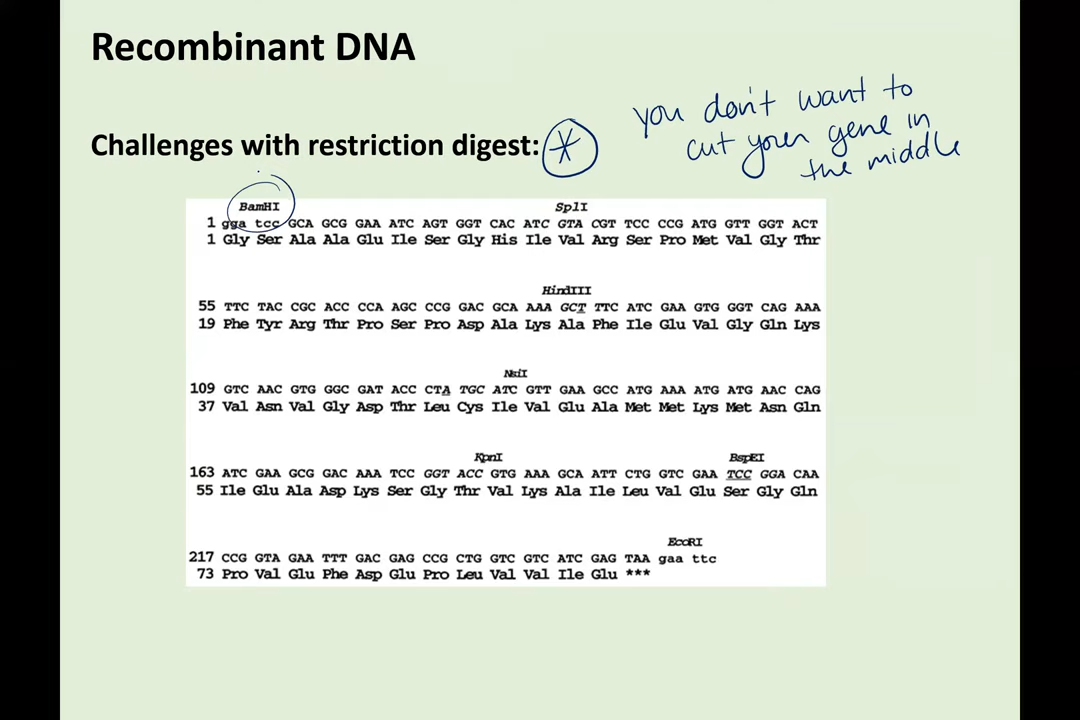 Recombinant DNA
you don't want to
cut your gene in
the middle
Challenges with restriction digest: *
BamHI SplI
1 gga tcc GCA GCG GAA ATC AGT GGT CAC ATC GTA CGT TCC CCG ATG GTT GGT ACT
1 Gly Ser Ala Ala Glu Ile Ser Gly His Ile Val Arg Ser Pro Met Val Gly Thr
HindIII
55 TTC TAC CGC ACC CCA AGC CCG GAC GCA AAA GCT TTC ATC GAA GTG GGT CAG AAA
19 Phe Tyr Arg Thr Pro Ser Pro Asp Ala Lys Ala Phe Ile Glu Val Gly Gln Lys
NsiI
109 GTC AAC GTG GGC GAT ACC CTA TGC ATC GTT GAA GCC ATG AAA ATG ATG AAC CAG
37 Val Asn Val Gly Asp Thr Leu Cys Ile Val Glu Ala Met Met Lys Met Asn Gln
KpnI BspEI
163 ATC GAA GCG GAC AAA TCC GGT ACC GTG AAA GCA ATT CTG GTC GAA TCC GGA CAA
55 Ile Glu Ala Asp Lys Ser Gly Thr Val Lys Ala Ile Leu Val Glu Ser Gly Gln
EcoRI
217 CCG GTA GAA TTT GAC GAG CCG CTG GTC GTC ATC GAG TAA gaa ttc
73 Pro Val Glu Phe Asp Glu Pro Leu Val Val Ile Glu ***